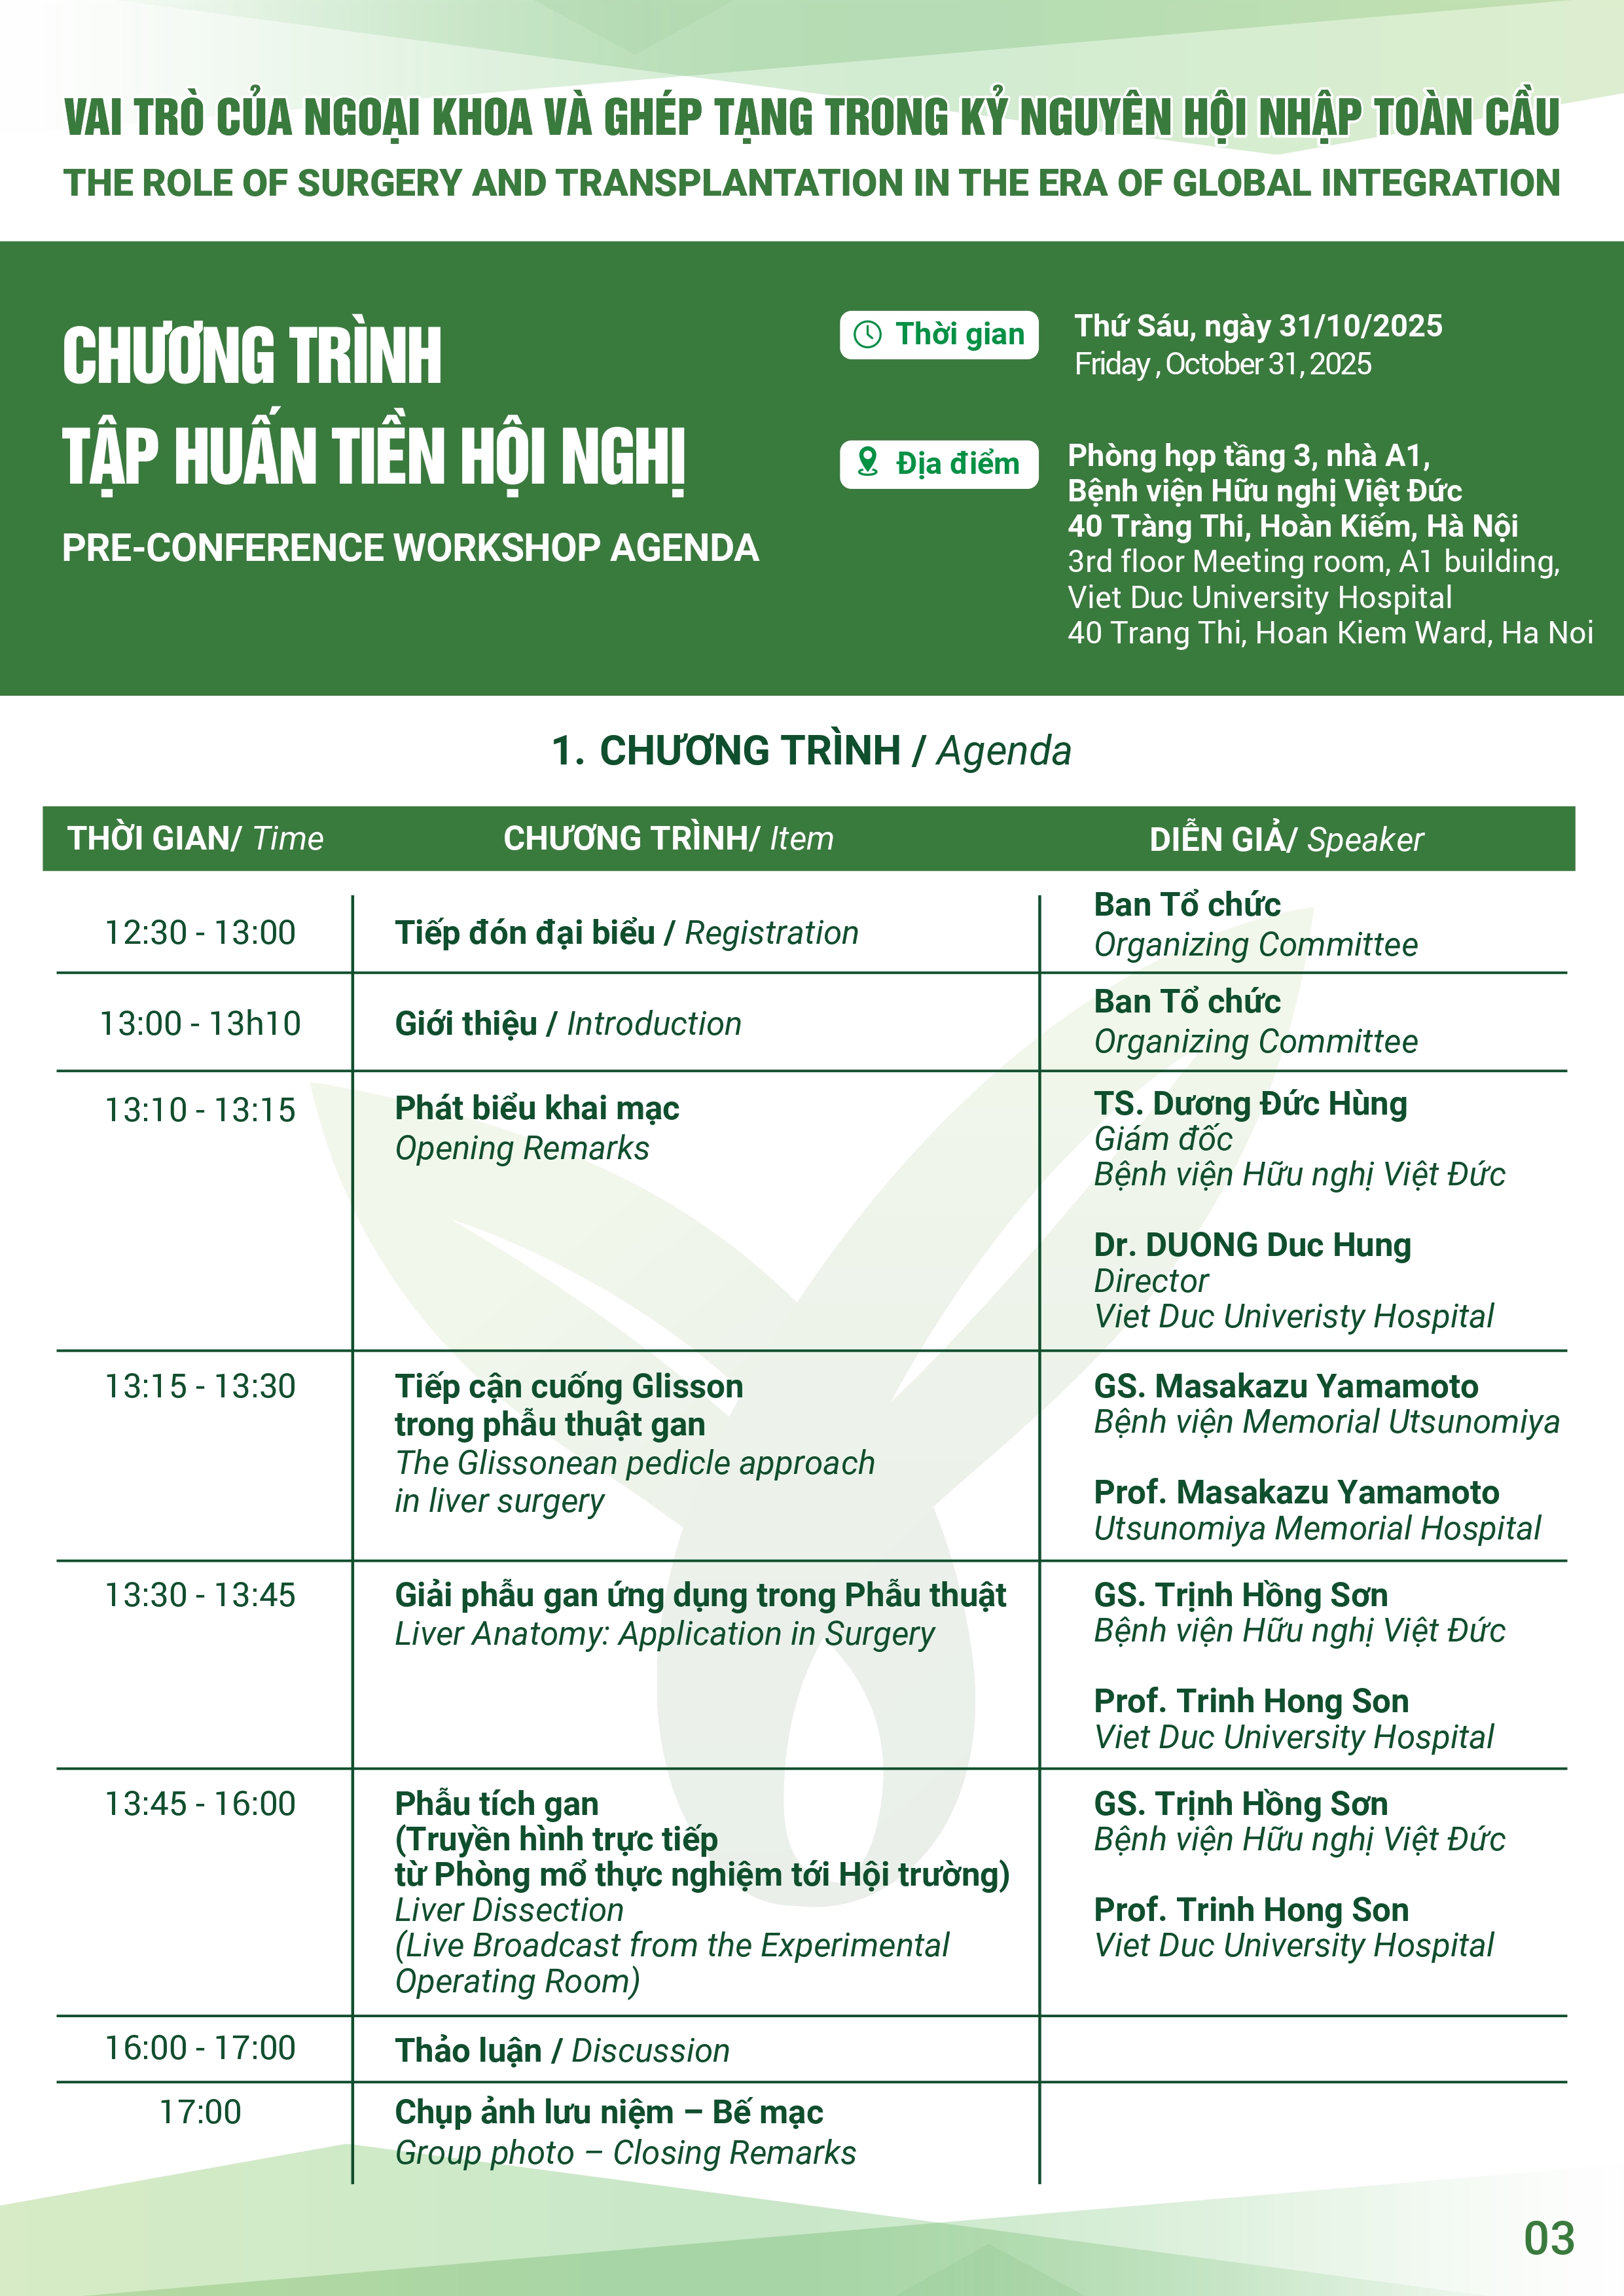 VAI TRÒ CỦA NGOẠI KHOA VÀ GHÉP TẠNG TRONG KỶ NGUYÊN HỘI NHẬP TOÀN CẦU
THE ROLE OF SURGERY AND TRANSPLANTATION IN THE ERA OF GLOBAL INTEGRATION
CHƯƠNG TRÌNH
TẬP HUẤN TIỀN HỘI NGHỊ
PRE-CONFERENCE WORKSHOP AGENDA
Thời gian
Thứ Sáu, ngày 31/10/2025
Friday , October 31, 2025
Địa điểm
Phòng họp tầng 3, nhà A1,
Bệnh viện Hữu nghị Việt Đức
40 Tràng Thi, Hoàn Kiếm, Hà Nội
3rd floor Meeting room, A1 building,
Viet Duc University Hospital
40 Trang Thi, Hoan Kiem Ward, Ha Noi
1. CHƯƠNG TRÌNH / Agenda
THỜI GIAN/ Time
CHƯƠNG TRÌNH/ Item
DIỄN GIẢ/ Speaker
12:30 - 13:00
Tiếp đón đại biểu / Registration
Ban Tổ chức
Organizing Committee
13:00 - 13h10
Giới thiệu / Introduction
Ban Tổ chức
Organizing Committee
13:10 - 13:15
Phát biểu khai mạc
Opening Remarks
TS. Dương Đức Hùng
Giám đốc
Bệnh viện Hữu nghị Việt Đức
Dr. DUONG Duc Hung
Director
Viet Duc Univeristy Hospital
13:15 - 13:30
Tiếp cận cuống Glisson
trong phẫu thuật gan
The Glissonean pedicle approach
in liver surgery
GS. Masakazu Yamamoto
Bệnh viện Memorial Utsunomiya
Prof. Masakazu Yamamoto
Utsunomiya Memorial Hospital
13:30 - 13:45
Giải phẫu gan ứng dụng trong Phẫu thuật
Liver Anatomy: Application in Surgery
GS. Trịnh Hồng Sơn
Bệnh viện Hữu nghị Việt Đức
Prof. Trinh Hong Son
Viet Duc University Hospital
13:45 - 16:00
Phẫu tích gan
(Truyền hình trực tiếp
từ Phòng mổ thực nghiệm tới Hội trường)
Liver Dissection
(Live Broadcast from the Experimental
Operating Room)
GS. Trịnh Hồng Sơn
Bệnh viện Hữu nghị Việt Đức
Prof. Trinh Hong Son
Viet Duc University Hospital
16:00 - 17:00
Thảo luận / Discussion
17:00
Chụp ảnh lưu niệm – Bế mạc
Group photo – Closing Remarks
03